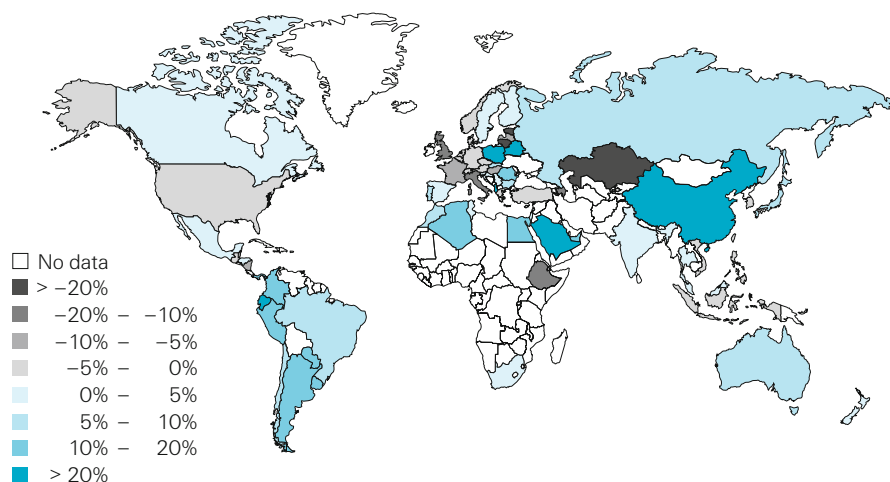 No data
> −20%
−20% – −10%
−10% – −5%
−5% – 0%
0% – 5%
5% – 10%
10% – 20%
> 20%